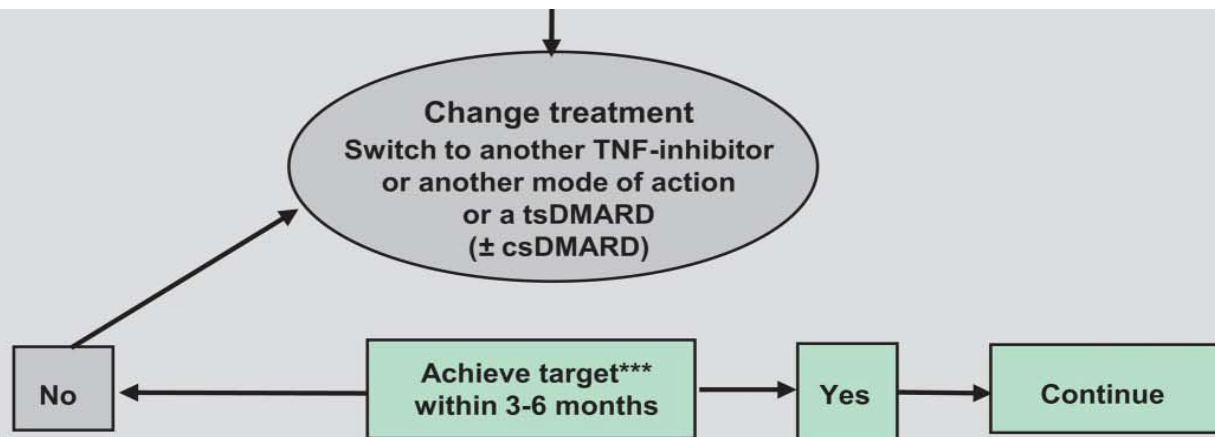 Change treatment
Switch to another TNF-inhibitor
or another mode of action
or a tsDMARD
(± csDMARD)
No
Achieve target***
within 3-6 months
Yes
Continue